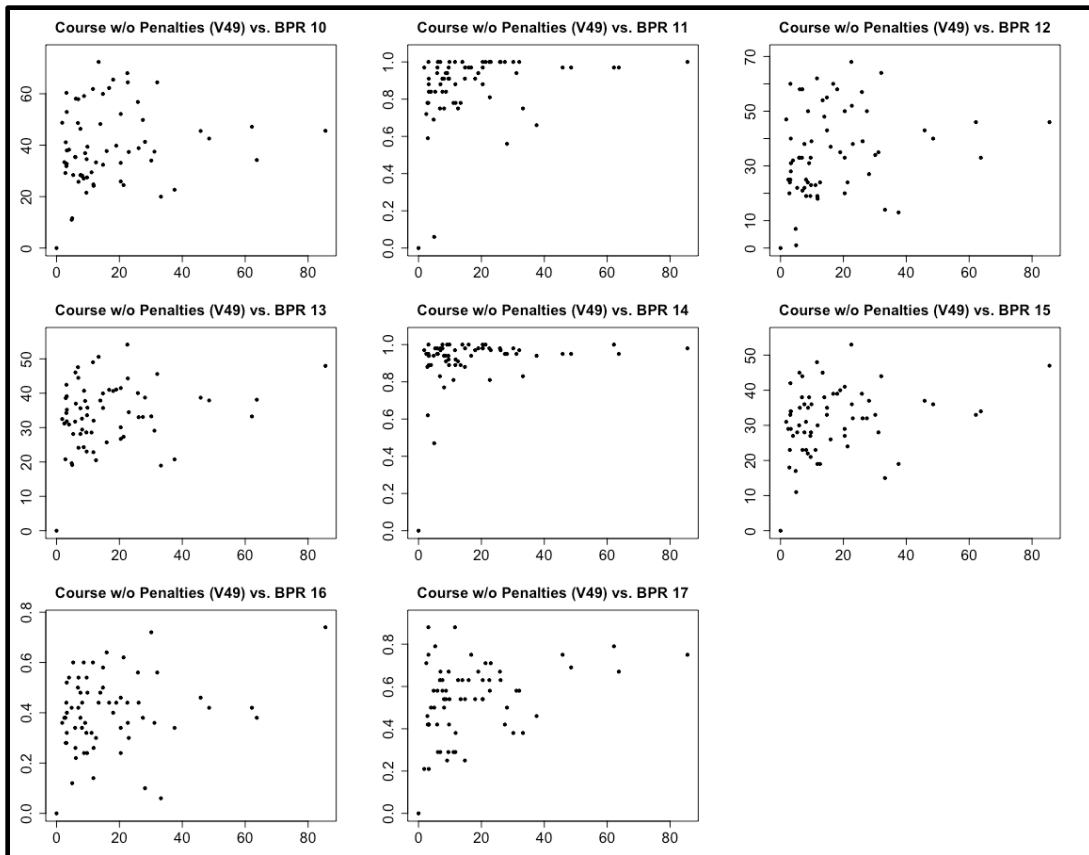 Course w/o Penalties (V49) vs. BPR 10
0 20 40 60
0 20 40 60 80
Course w/o Penalties (V49) vs. BPR 11
0.0 0.2 0.4 0.6 0.8 1.0
0 20 40 60 80
Course w/o Penalties (V49) vs. BPR 12
0 10 20 30 40 50 60 70
0 20 40 60 80
Course w/o Penalties (V49) vs. BPR 13
0 10 20 30 40 50
0 20 40 60 80
Course w/o Penalties (V49) vs. BPR 14
0.0 0.2 0.4 0.6 0.8 1.0
0 20 40 60 80
Course w/o Penalties (V49) vs. BPR 15
0 10 20 30 40 50
0 20 40 60 80
Course w/o Penalties (V49) vs. BPR 16
0.0 0.2 0.4 0.6 0.8
0 20 40 60 80
Course w/o Penalties (V49) vs. BPR 17
0.0 0.2 0.4 0.6 0.8
0 20 40 60 80